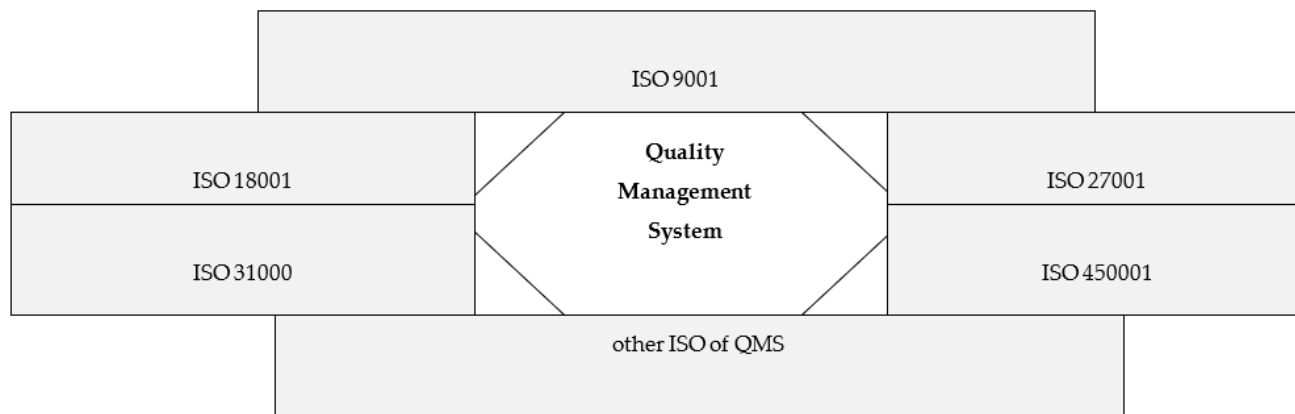 ISO 9001
Quality
Management
System
ISO 18001
ISO 27001
ISO 31000
ISO 450001
other ISO of QMS